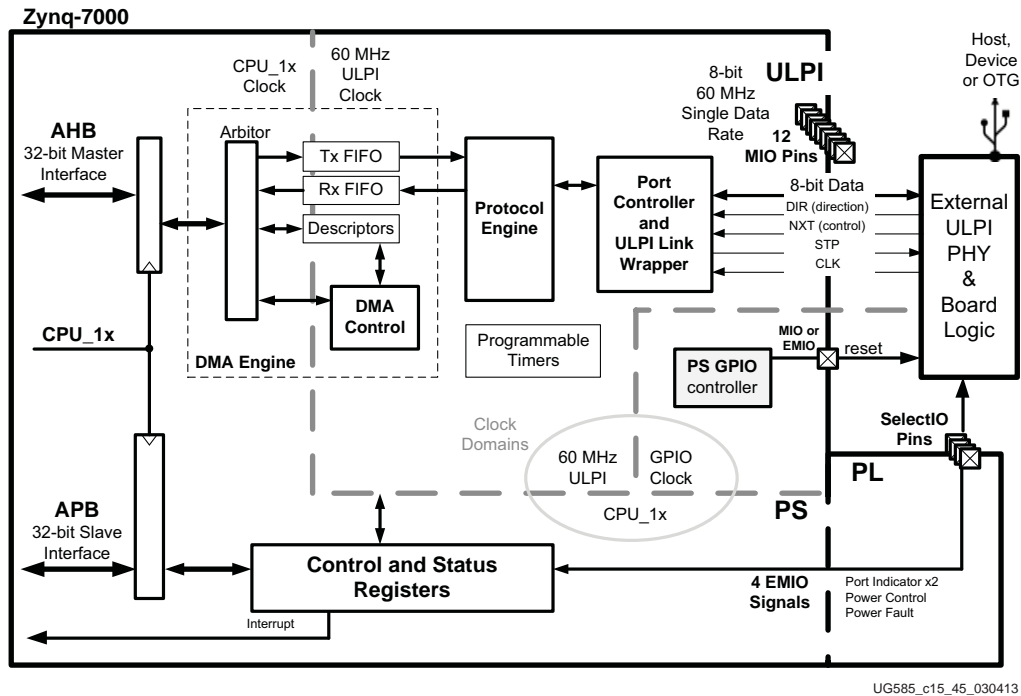 Zynq-7000
CPU_1x
Clock
60 MHz
ULPI
Clock
8-bit
60 MHz
Single Data
Rate
ULPI
12
MIO Pins
Host,
Device
or OTG
AHB
32-bit Master
Interface
Arbitor
Tx FIFO
Rx FIFO
Descriptors
DMA
Control
DMA Engine
Protocol
Engine
Port
Controller
and
ULPI Link
Wrapper
8-bit Data
DIR (direction)
NXT (control)
STP
CLK
External
ULPI
PHY
&
Board
Logic
CPU_1x
Programmable
Timers
MIO or
EMIO
reset
PS GPIO
controller
Clock
Domains
60 MHz
ULPI
GPIO
Clock
CPU_1x
SelectIO
Pins
PL
PS
APB
32-bit Slave
Interface
Control and Status
Registers
Interrupt
4 EMIO
Signals
Port Indicator x2
Power Control
Power Fault
UG585_c15_45_030413